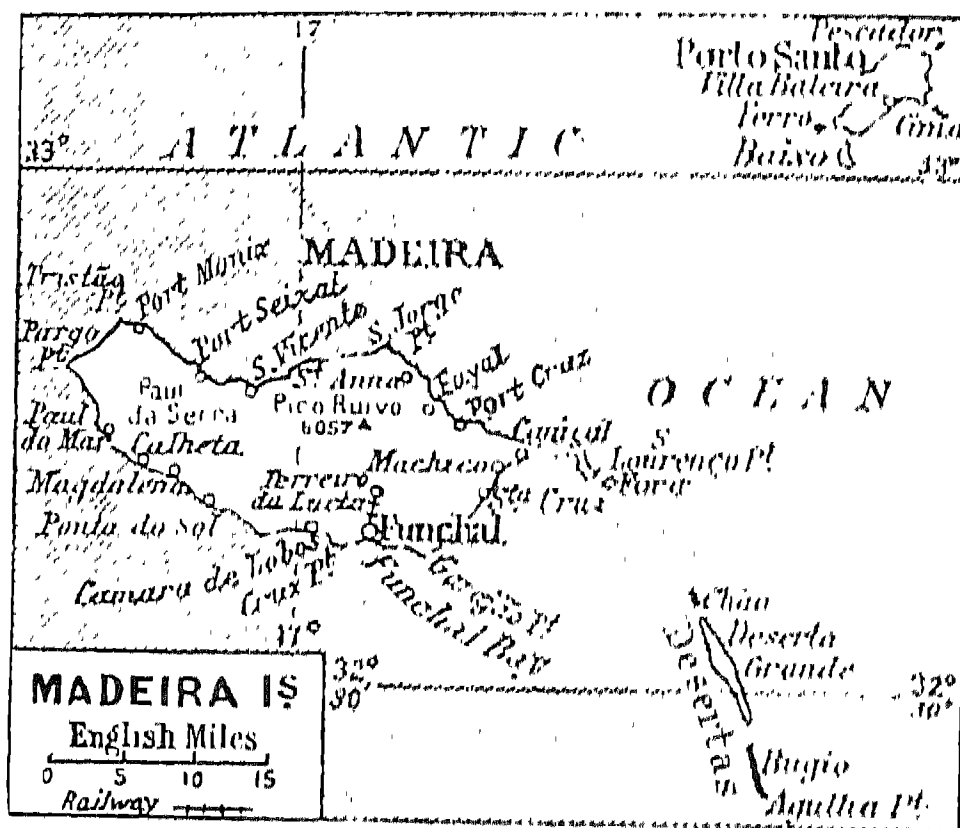 17
Pescador
Porto Santo
Villa Baleira
Ferro
Baixo
33°
ATLANTIC
33°
MADEIRA
Tristão
Pt
Port Monix
Pargo
Pt
Port Seixal
S. Vicente
S. Jorge
Pt
Sta Anna
Pico Ruivo
6057
Paul
da Serra
Port Cruz
OCEAN
Paul
do Mar
Calheta
Caniçal
S
Lourenço Pt
Fora
Machico
Sta Cruz
Magdalena
Ponta do Sol
Terreiro
da Lucta
Funchal
Camara de Lobos
Cruz Pt
Funchal Bay
17°
32°
30'
Chão
Deserta
Grande
Desertas
32°
30'
Bugio
Agulha Pt
MADEIRA IS
English Miles
0 5 10 15
Railway